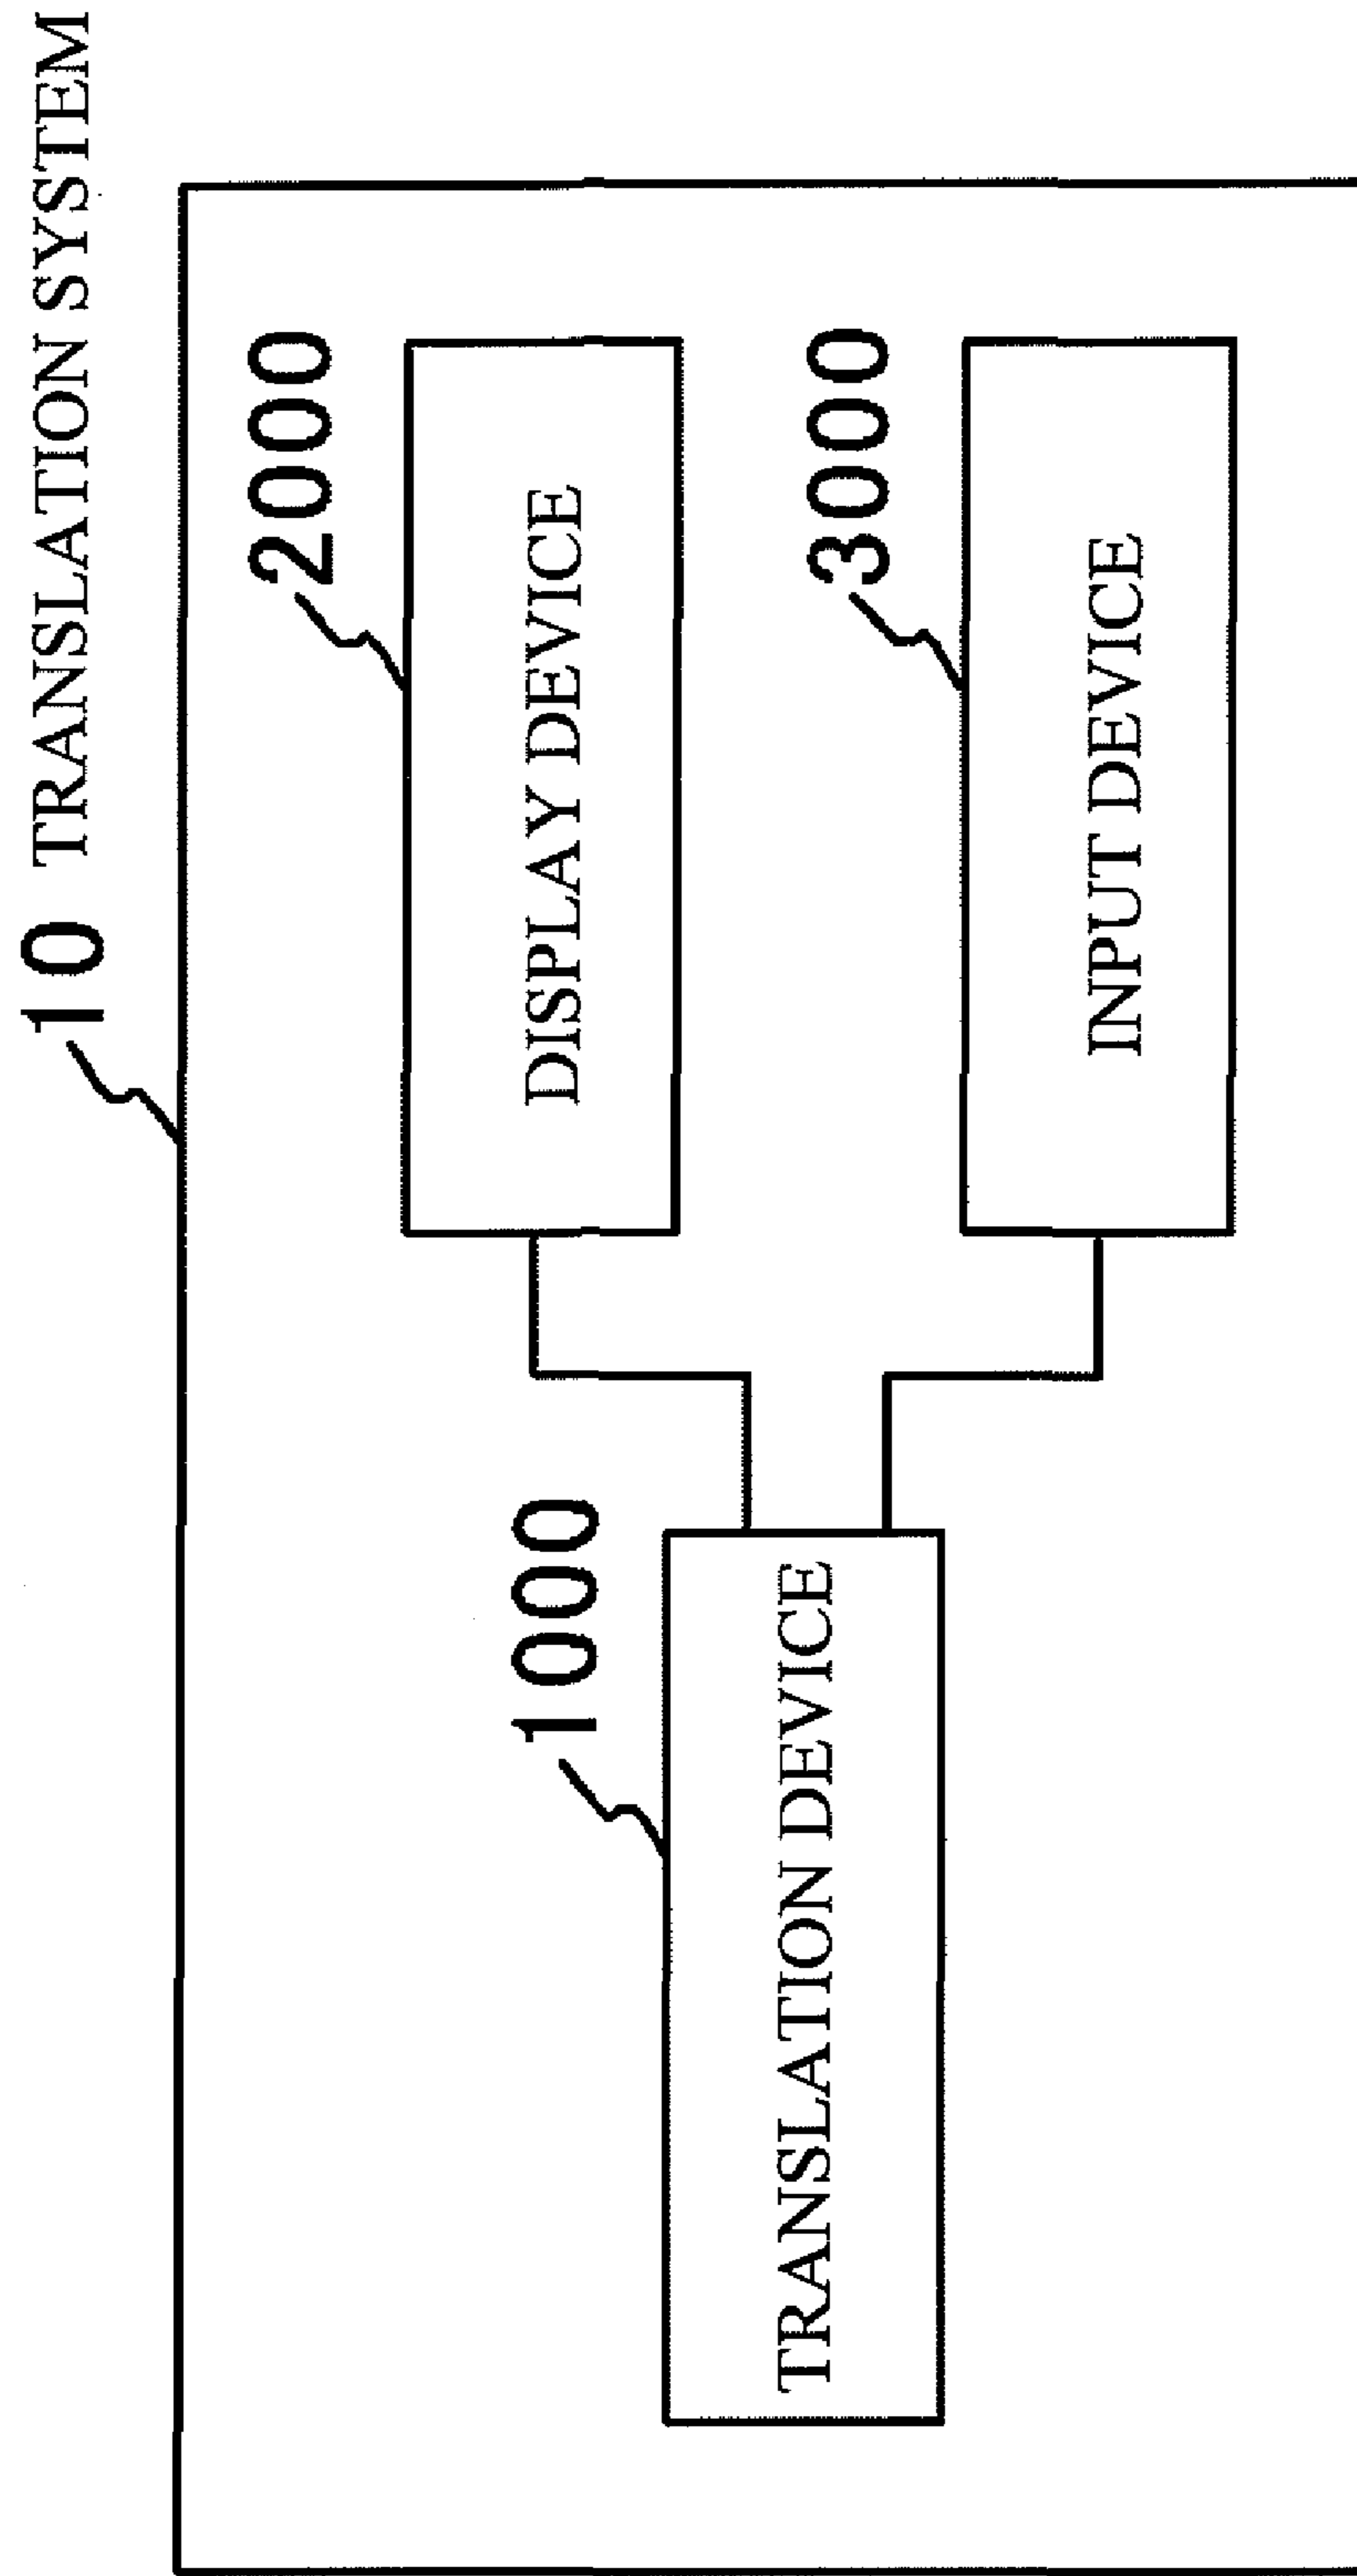 10 TRANSLATION SYSTEM
2000
DISPLAY DEVICE
1000
TRANSLATION DEVICE
3000
INPUT DEVICE